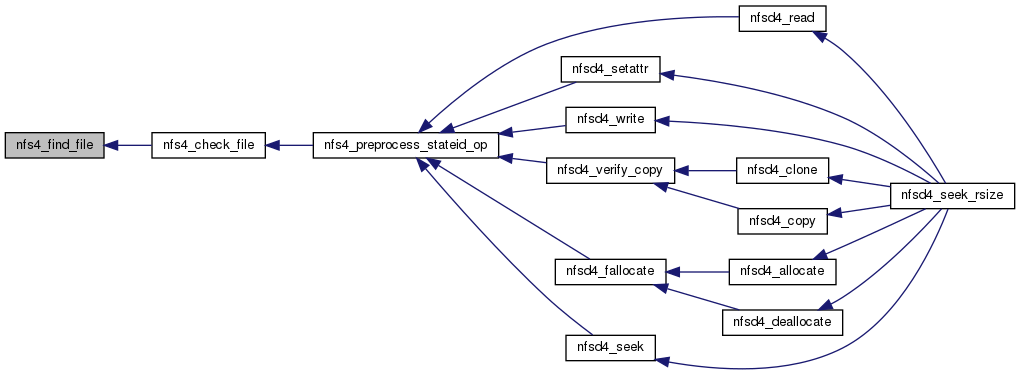 nfsd4_read
nfsd4_setattr
nfsd4_write
nfs4_find_file
nfs4_check_file
nfs4_preprocess_stateid_op
nfsd4_verify_copy
nfsd4_clone
nfsd4_seek_rsize
nfsd4_copy
nfsd4_fallocate
nfsd4_allocate
nfsd4_deallocate
nfsd4_seek